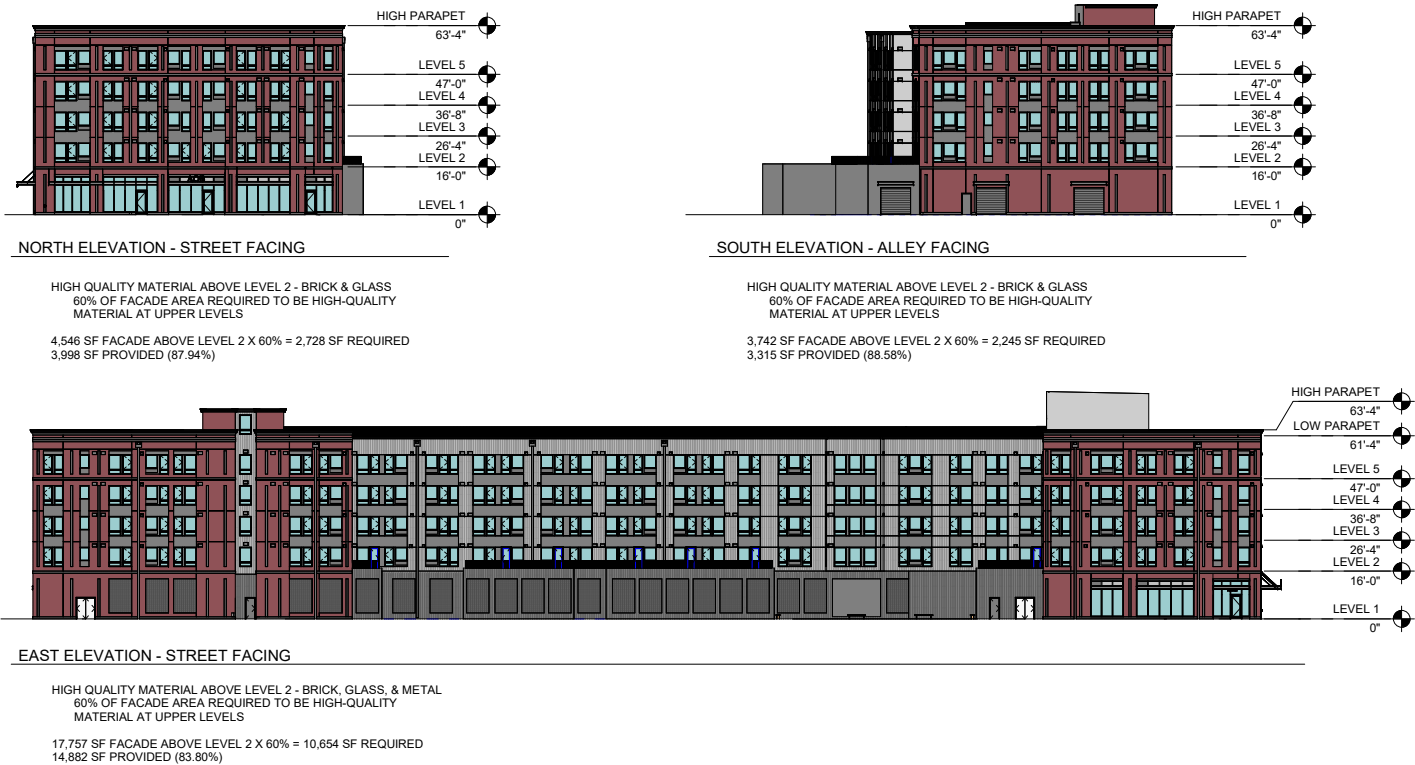 HIGH PARAPET
63'-4"
LEVEL 5
47'-0"
LEVEL 4
36'-8"
LEVEL 3
26'-4"
LEVEL 2
16'-0"
LEVEL 1
0"
NORTH ELEVATION - STREET FACING
HIGH QUALITY MATERIAL ABOVE LEVEL 2 - BRICK & GLASS
60% OF FACADE AREA REQUIRED TO BE HIGH-QUALITY
MATERIAL AT UPPER LEVELS
4,546 SF FACADE ABOVE LEVEL 2 X 60% = 2,728 SF REQUIRED
3,998 SF PROVIDED (87.94%)
HIGH PARAPET
63'-4"
LEVEL 5
47'-0"
LEVEL 4
36'-8"
LEVEL 3
26'-4"
LEVEL 2
16'-0"
LEVEL 1
0"
SOUTH ELEVATION - ALLEY FACING
HIGH QUALITY MATERIAL ABOVE LEVEL 2 - BRICK & GLASS
60% OF FACADE AREA REQUIRED TO BE HIGH-QUALITY
MATERIAL AT UPPER LEVELS
3,742 SF FACADE ABOVE LEVEL 2 X 60% = 2,245 SF REQUIRED
3,315 SF PROVIDED (88.58%)
HIGH PARAPET
63'-4"
LOW PARAPET
61'-4"
LEVEL 5
47'-0"
LEVEL 4
36'-8"
LEVEL 3
26'-4"
LEVEL 2
16'-0"
LEVEL 1
0"
EAST ELEVATION - STREET FACING
HIGH QUALITY MATERIAL ABOVE LEVEL 2 - BRICK, GLASS, & METAL
60% OF FACADE AREA REQUIRED TO BE HIGH-QUALITY
MATERIAL AT UPPER LEVELS
17,757 SF FACADE ABOVE LEVEL 2 X 60% = 10,654 SF REQUIRED
14,882 SF PROVIDED (83.80%)